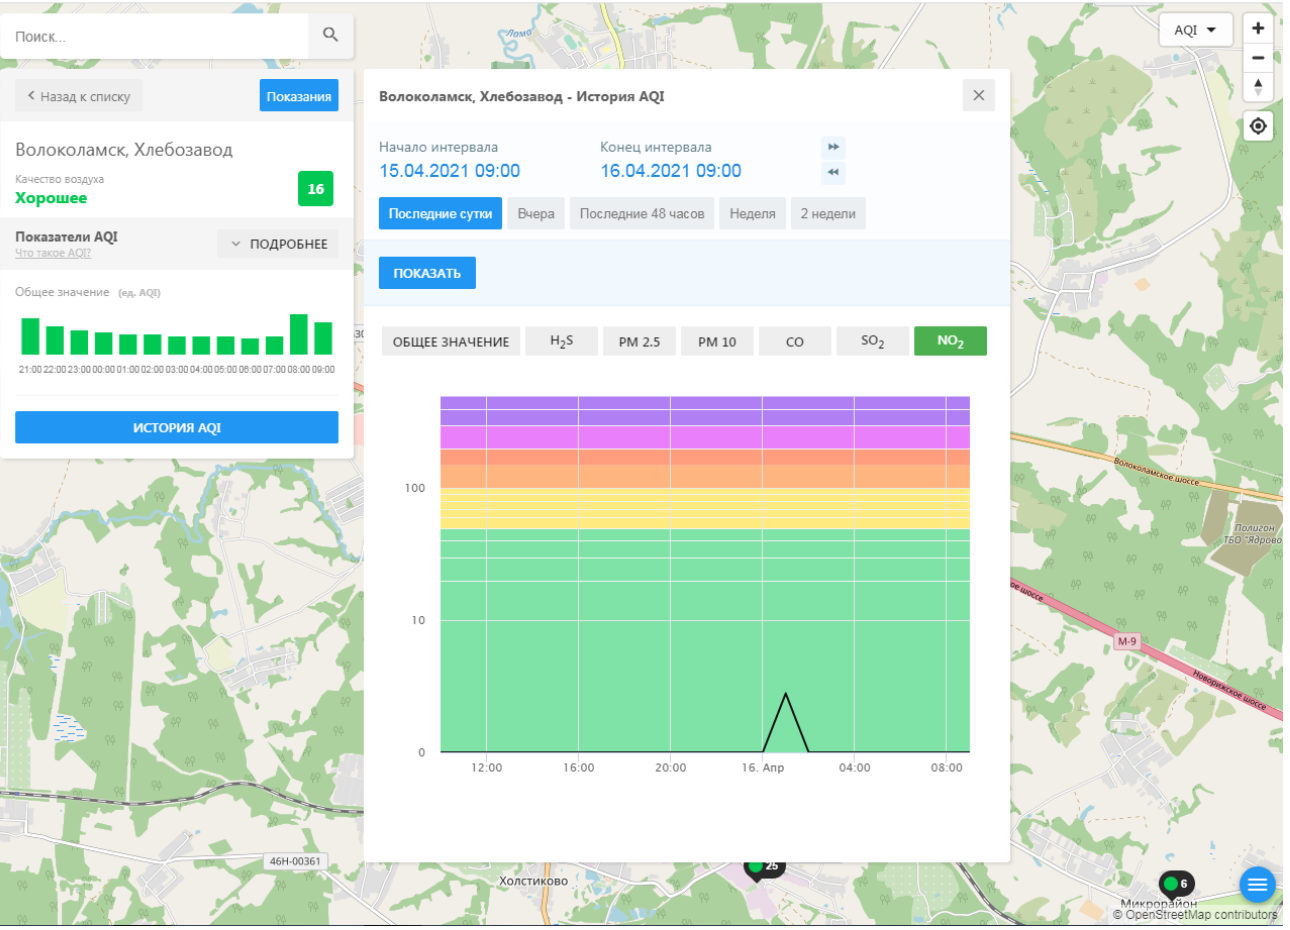 Поиск...
AQI
Назад к списку
Показания
Волоколамск, Хлебозавод
Качество воздуха
Хорошее
16
Показатели AQI
Что такое AQI?
ПОДРОБНЕЕ
Общее значение (ед. AQI)
21:00 22:00 23:00 00:00 01:00 02:00 03:00 04:00 05:00 06:00 07:00 08:00 09:00
ИСТОРИЯ AQI
Волоколамск, Хлебозавод - История AQI
Начало интервала
Конец интервала
15.04.2021 09:00
16.04.2021 09:00
Последние сутки
Вчера
Последние 48 часов
Неделя
2 недели
ПОКАЗАТЬ
ОБЩЕЕ ЗНАЧЕНИЕ
H₂S
PM 2.5
PM 10
CO
SO₂
NO₂
100
10
0
12:00
16:00
20:00
16. Апр
04:00
08:00
Лама
Волоколамское шоссе
Полигон
ТБО "Ядрово
М-9
Новорижское шоссе
46Н-00361
Холстиково
25
6
Микрорайон
© OpenStreetMap contributors